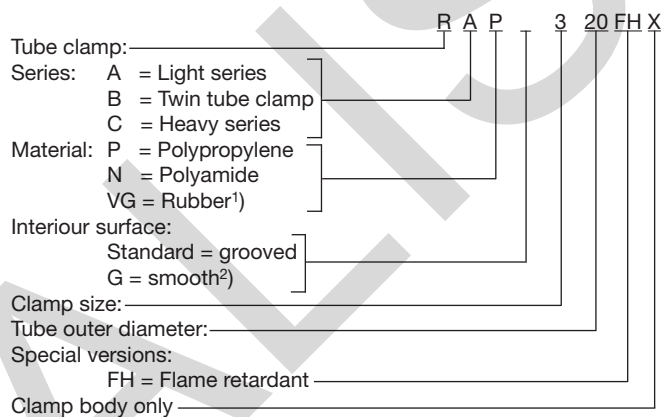 R A P _ 3 20 FH X
Tube clamp:
Series: A = Light series
B = Twin tube clamp
C = Heavy series
Material: P = Polypropylene
N = Polyamide
VG = Rubber¹)
Interiour surface:
Standard = grooved
G = smooth²)
Clamp size:
Tube outer diameter:
Special versions:
FH = Flame retardant
Clamp body only